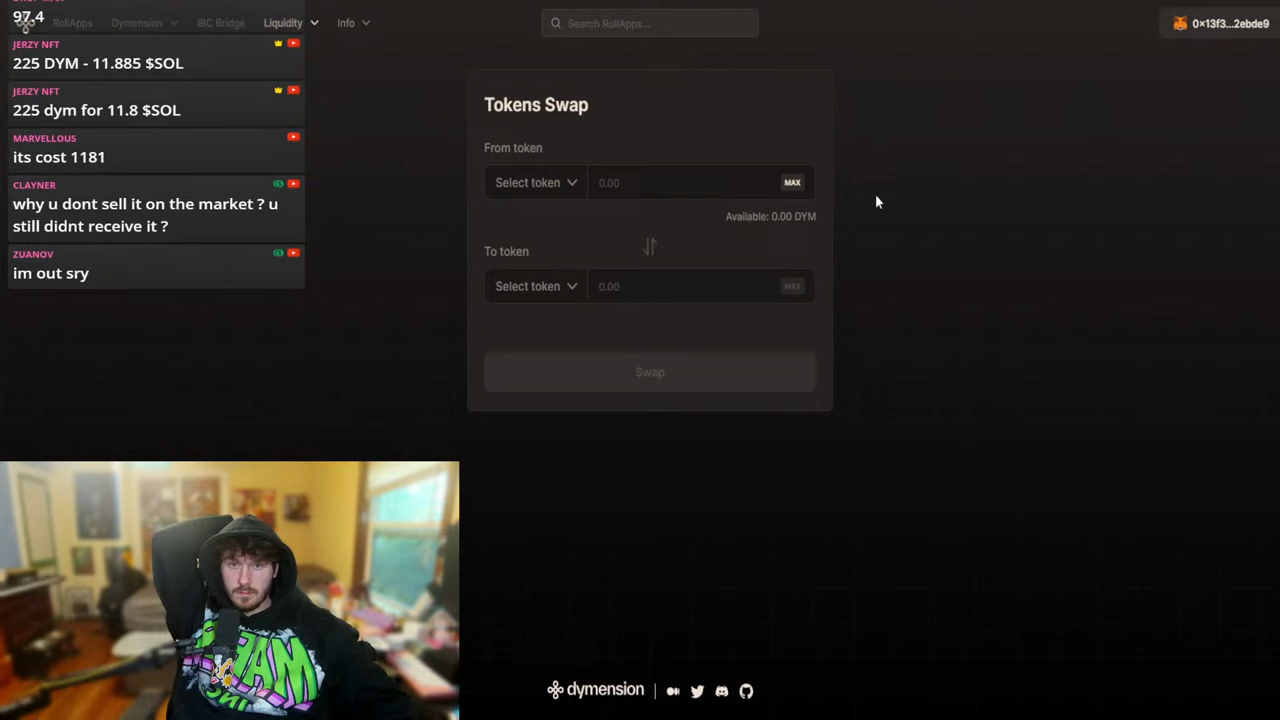 97.4
RollApps
Dymension
IBC Bridge
Liquidity
Info
Search RollApps...
0×13f3...2ebde9
JERZY NFT
225 DYM - 11.885 $SOL
JERZY NFT
225 dym for 11.8 $SOL
MARVELLOUS
its cost 1181
CLAYNER
why u dont sell it on the market ? u
still didnt receive it ?
ZUANOV
im out sry
Tokens Swap
From token
Select token
0.00
MAX
Available: 0.00 DYM
To token
Select token
0.00
MAX
Swap
dymension